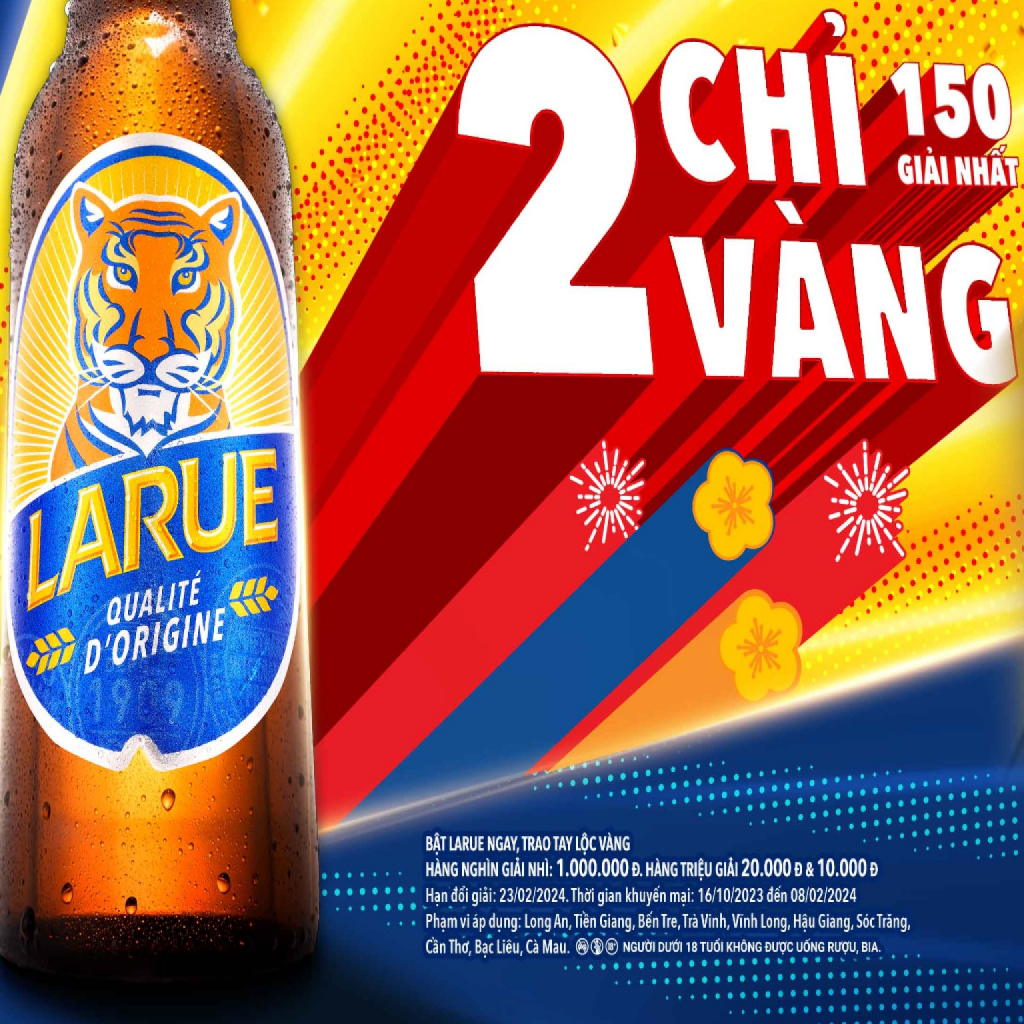 2 CHỈ VÀNG
150
GIẢI NHẤT
LARUE
QUALITÉ
D'ORIGINE
1909
BẬT LARUE NGAY, TRAO TAY LỘC VÀNG
HÀNG NGHÌN GIẢI NHÌ: 1.000.000 Đ. HÀNG TRIỆU GIẢI 20.000 Đ & 10.000 Đ
Hạn đổi giải: 23/02/2024. Thời gian khuyến mại: 16/10/2023 đến 08/02/2024
Phạm vi áp dụng: Long An, Tiền Giang, Bến Tre, Trà Vinh, Vĩnh Long, Hậu Giang, Sóc Trăng,
Cần Thơ, Bạc Liêu, Cà Mau. NGƯỜI DƯỚI 18 TUỔI KHÔNG ĐƯỢC UỐNG RƯỢU, BIA.